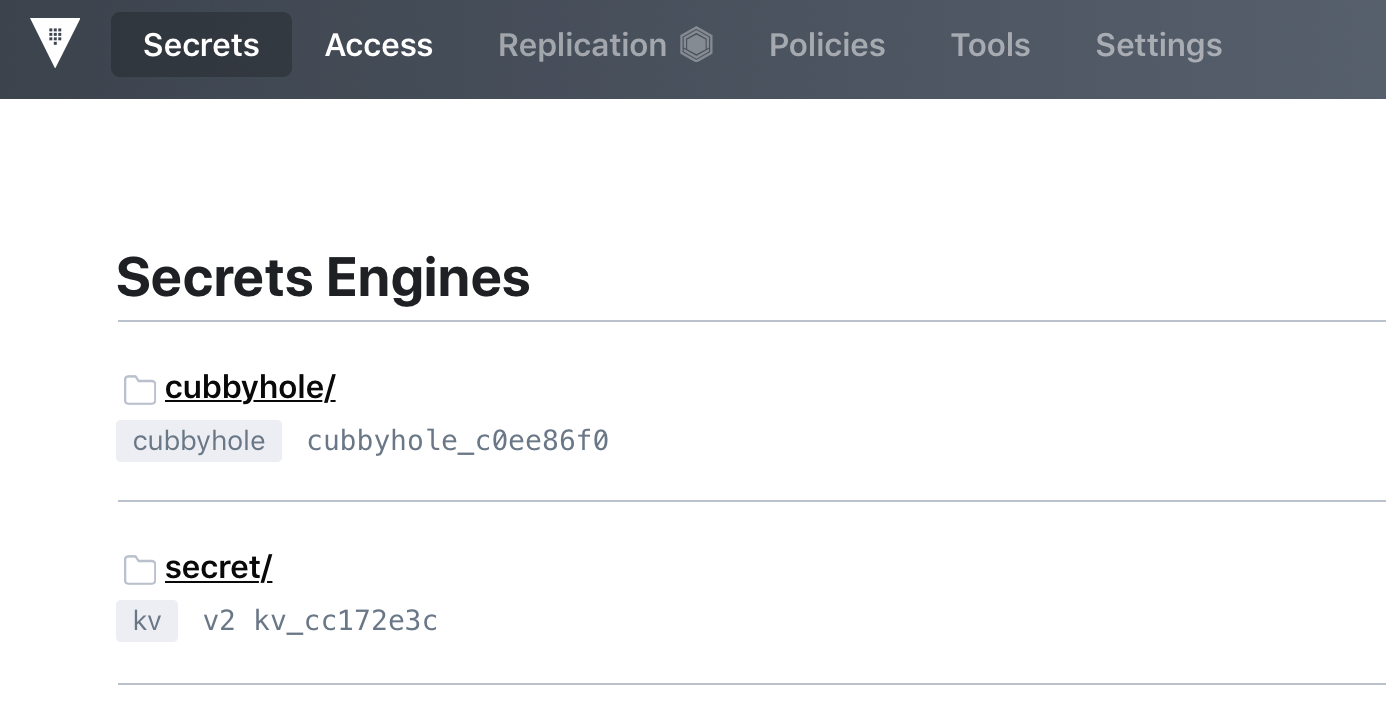 Secrets Access Replication Policies Tools Settings
Secrets Engines
cubbyhole/
cubbyhole cubbyhole_c0ee86f0
secret/
kv v2 kv_cc172e3c